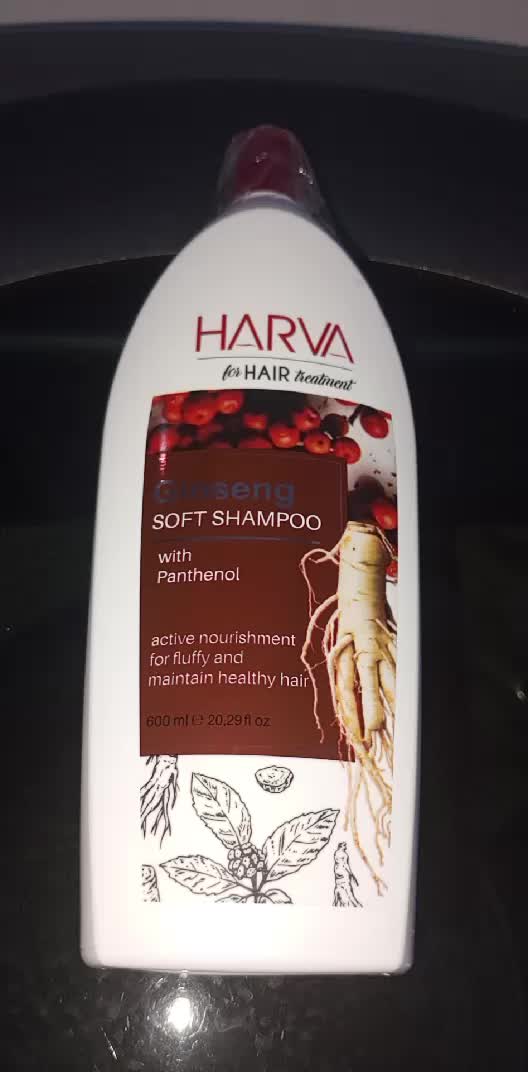 HARVA
for HAIR treatment
Ginseng
SOFT SHAMPOO
with
Panthenol
active nourishment
for fluffy and
maintain healthy hair
600 ml ℮ 20,29 fl oz